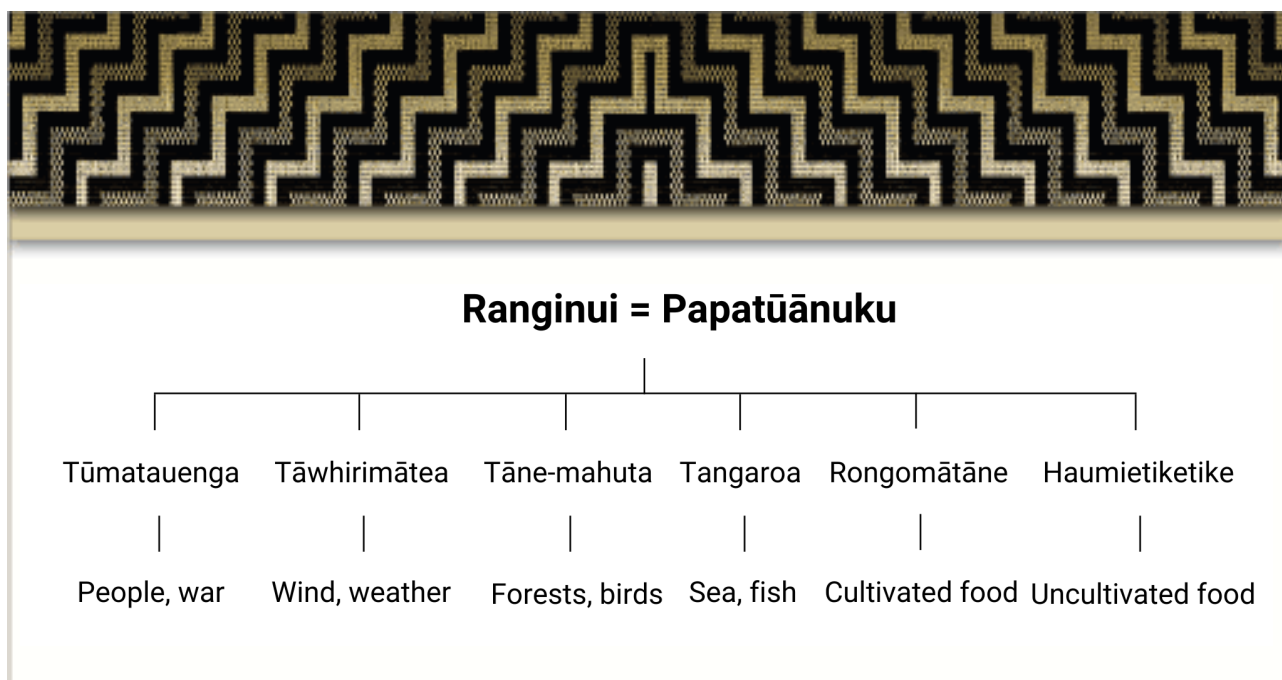 Ranginui = Papatūānuku
Tūmatauenga Tāwhirimātea Tāne-mahuta Tangaroa Rongomātāne Haumietiketike
People, war Wind, weather Forests, birds Sea, fish Cultivated food Uncultivated food